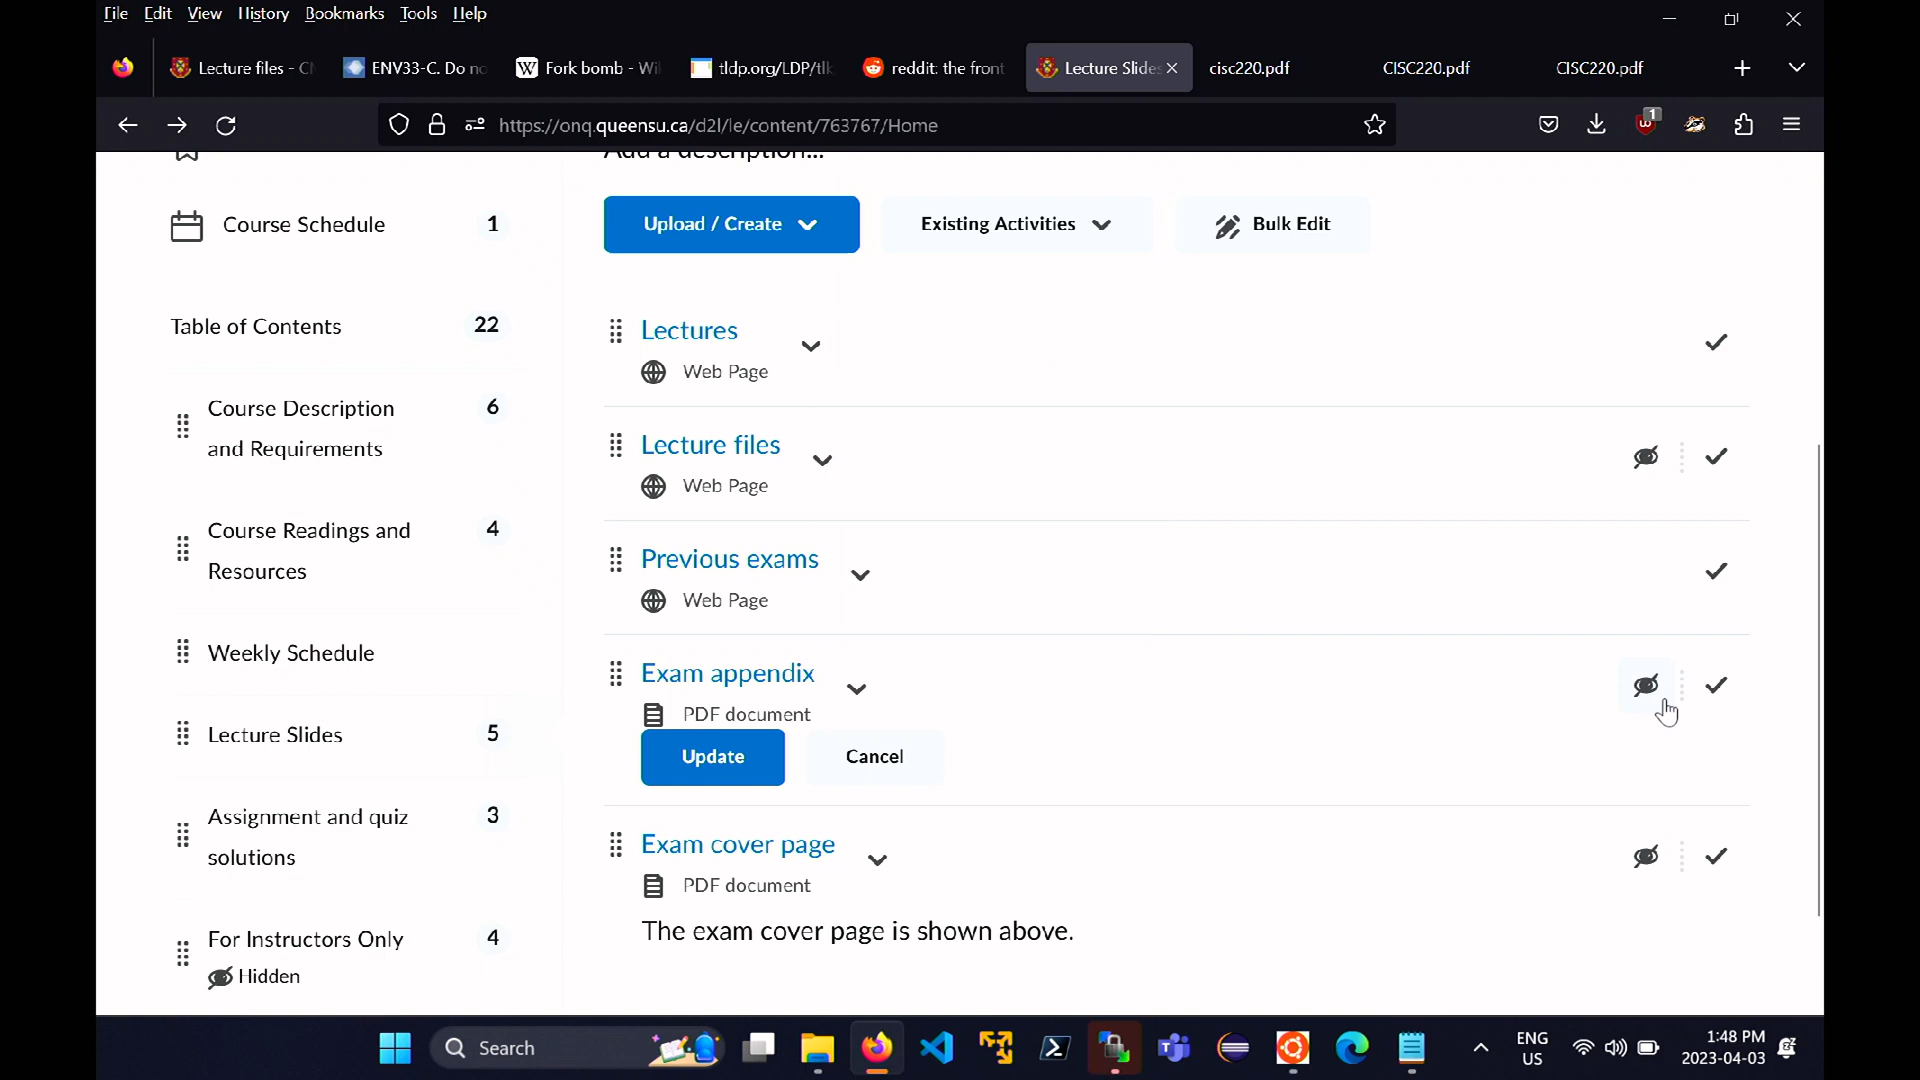 File Edit View History Bookmarks Tools Help
Lecture files - C
ENV33-C. Do no
Fork bomb - Wi
tldp.org/LDP/tlk
reddit: the front
Lecture Slides
cisc220.pdf
CISC220.pdf
CISC220.pdf
https://onq.queensu.ca/d2l/le/content/763767/Home
1
Add a description...
Course Schedule 1
Upload / Create
Existing Activities
Bulk Edit
Table of Contents 22
Lectures
Web Page
Course Description 6
and Requirements
Lecture files
Web Page
Course Readings and 4
Resources
Previous exams
Web Page
Weekly Schedule
Exam appendix
PDF document
Update
Cancel
Lecture Slides 5
Assignment and quiz 3
solutions
Exam cover page
PDF document
The exam cover page is shown above.
For Instructors Only 4
Hidden
Search
ENG
US
1:48 PM
2023-04-03